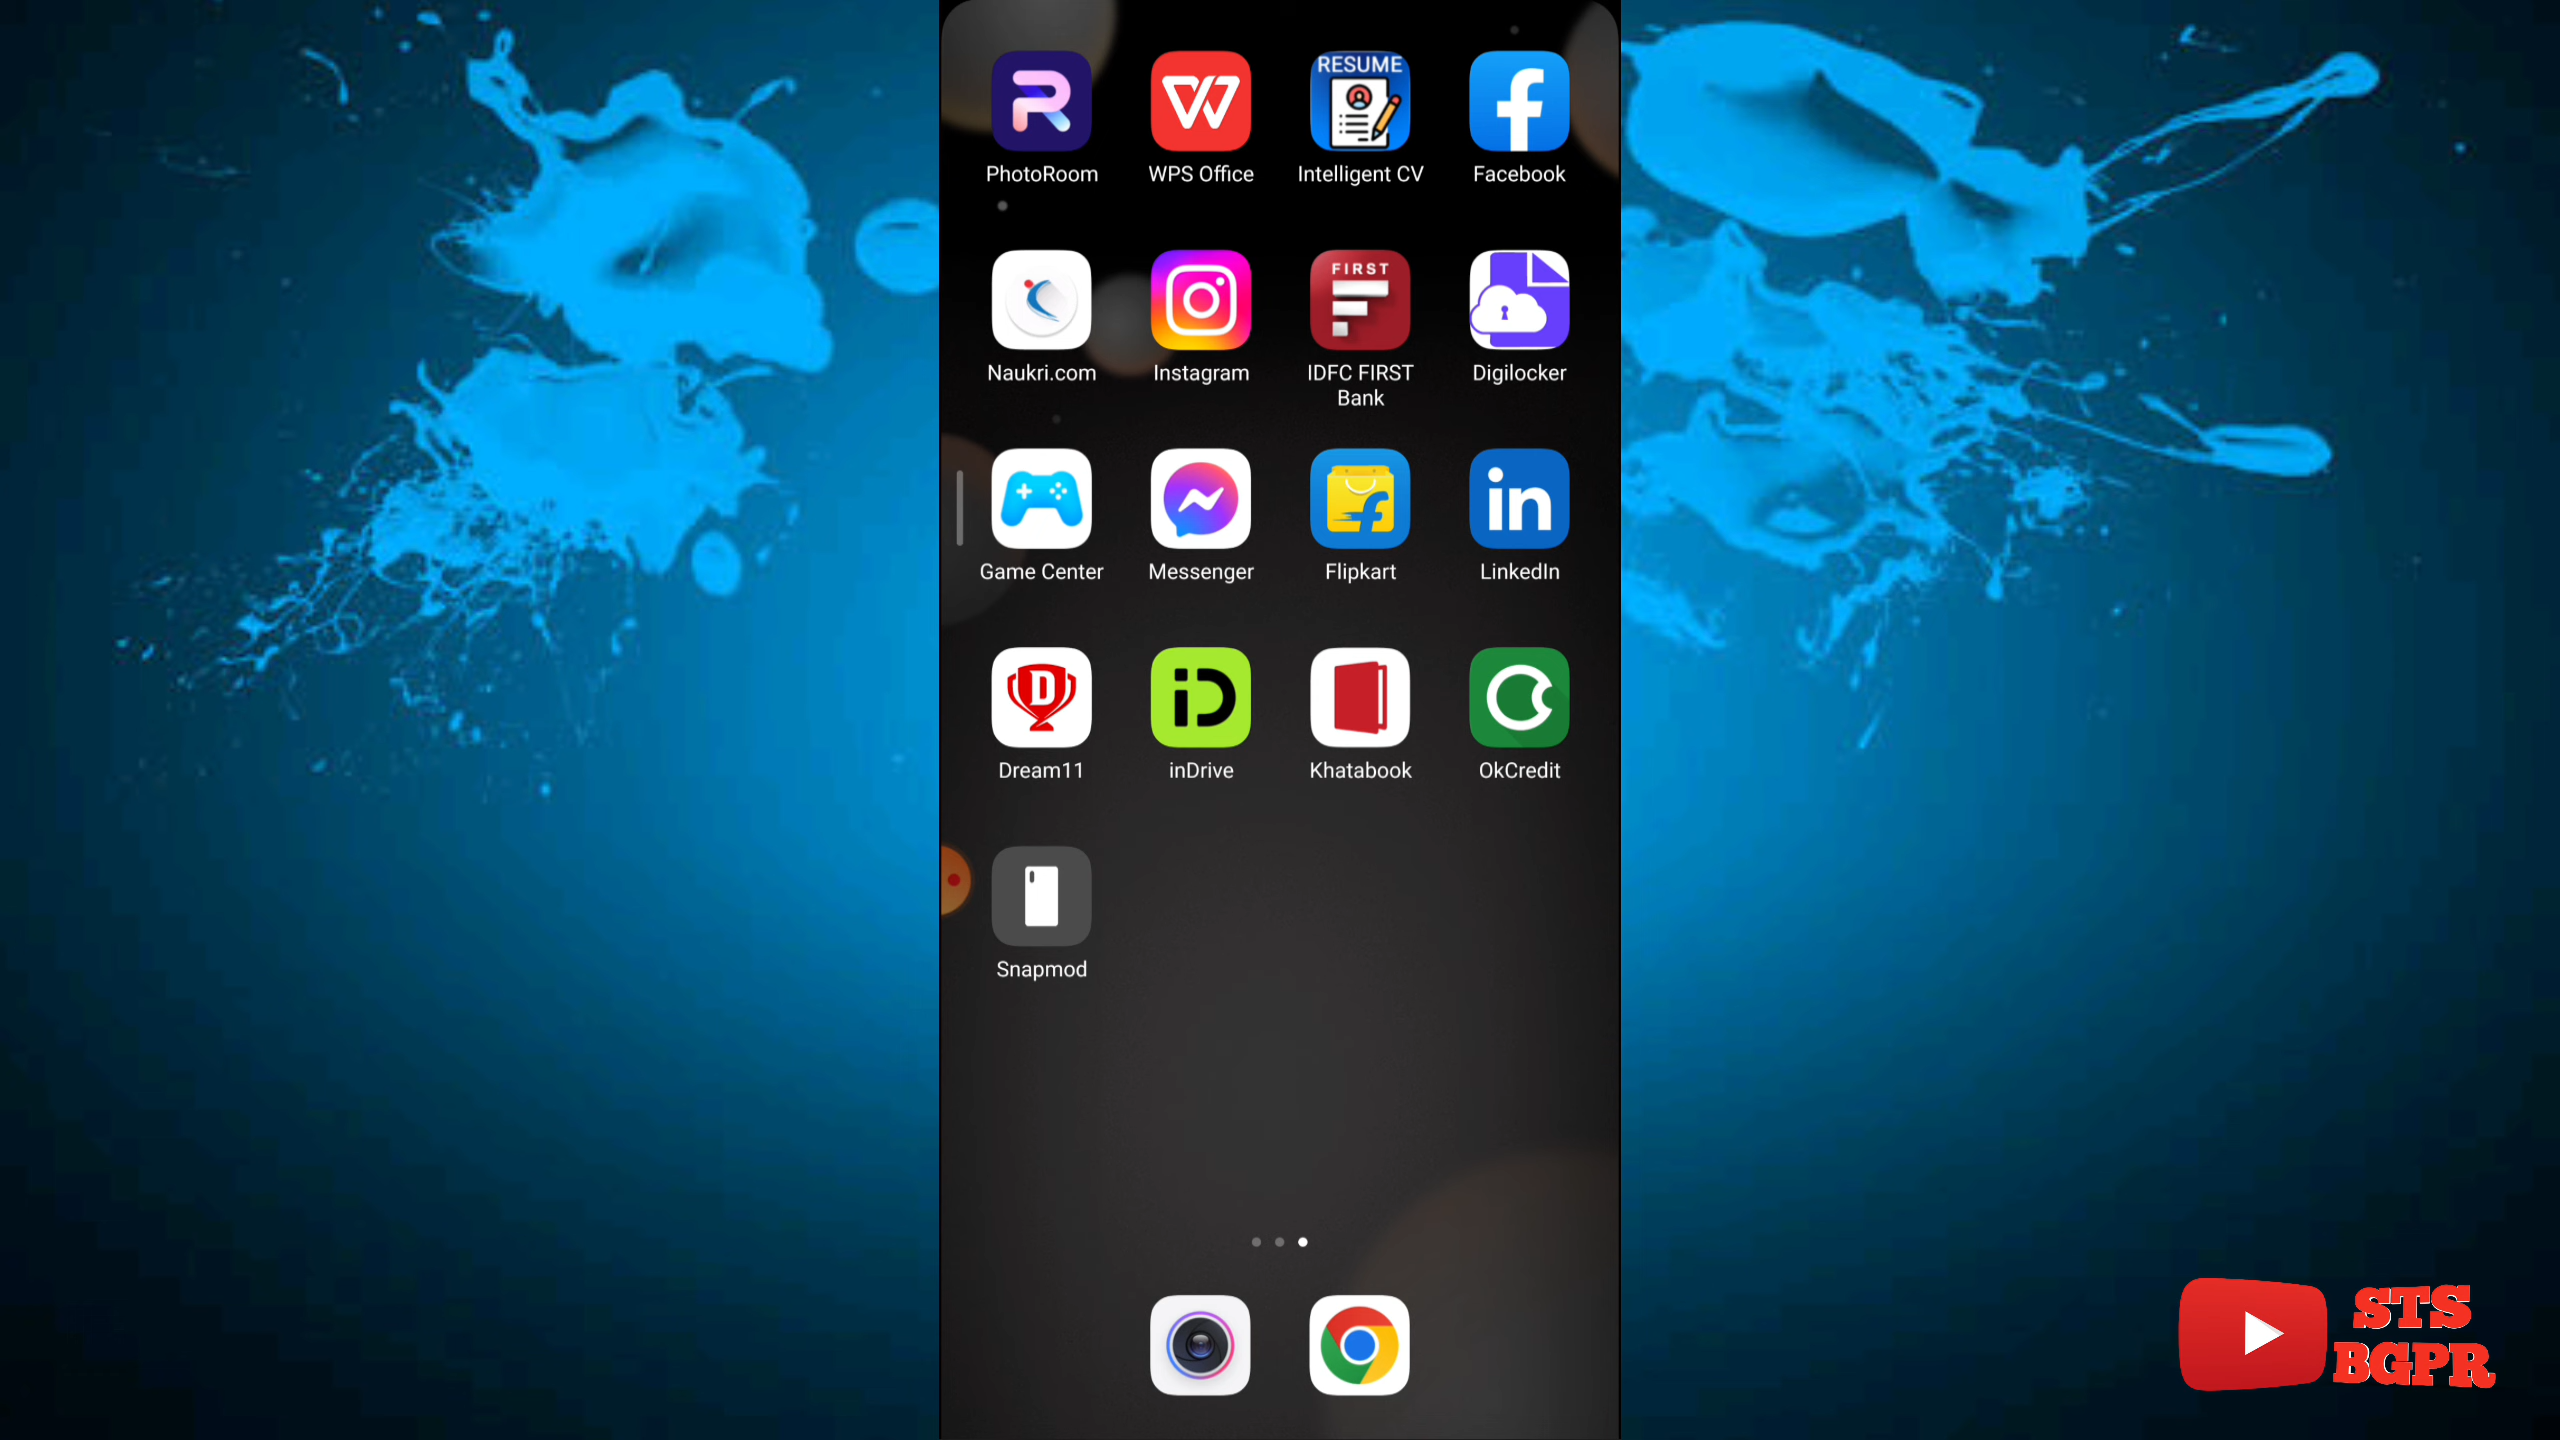 RESUME
PhotoRoom
WPS Office
Intelligent CV
Facebook
FIRST
Naukri.com
Instagram
IDFC FIRST
Bank
Digilocker
in
Game Center
Messenger
Flipkart
LinkedIn
D
iD
Dream11
inDrive
Khatabook
OkCredit
Snapmod
STS
BGPR